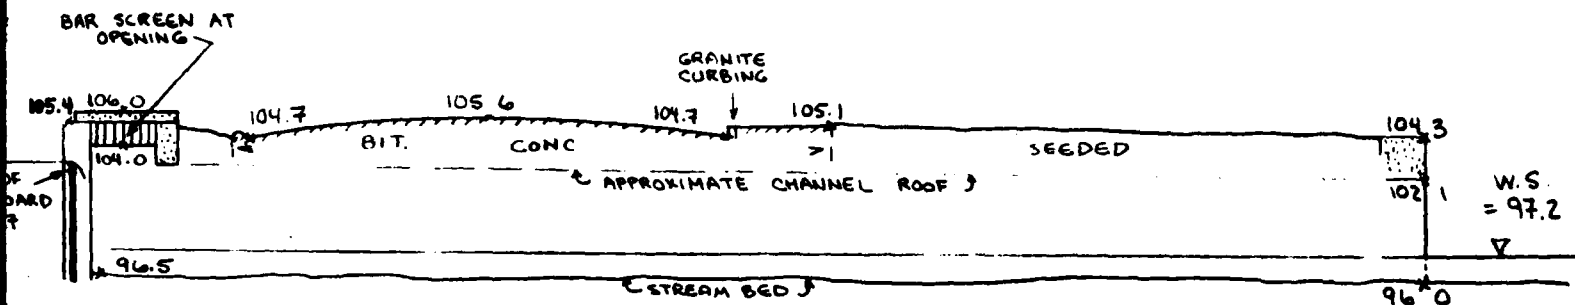 BAR SCREEN AT
OPENING
GRANITE
CURBING
105.4 106.0
104.7
105.6
104.7
105.1
104.3
104.0
BIT. CONC
SEEDED
APPROXIMATE CHANNEL ROOF
102.1
W.S.
= 97.2
96.5
STREAM BED
96.0